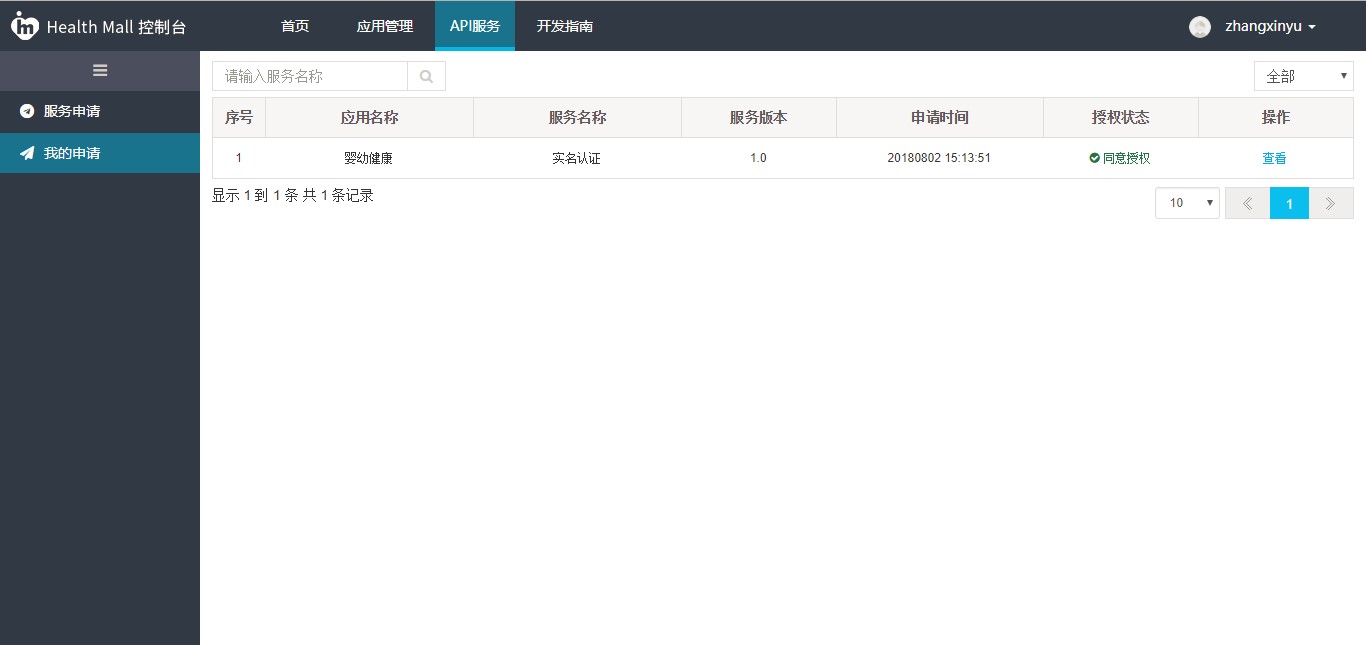 Health Mall 控制台 首页 应用管理 API服务 开发指南 zhangxinyu
请输入服务名称 全部
服务申请
我的申请
序号 应用名称 服务名称 服务版本 申请时间 授权状态 操作
1 婴幼健康 实名认证 1.0 20180802 15:13:51 同意授权 查看
显示 1 到 1 条 共 1 条记录
10 1